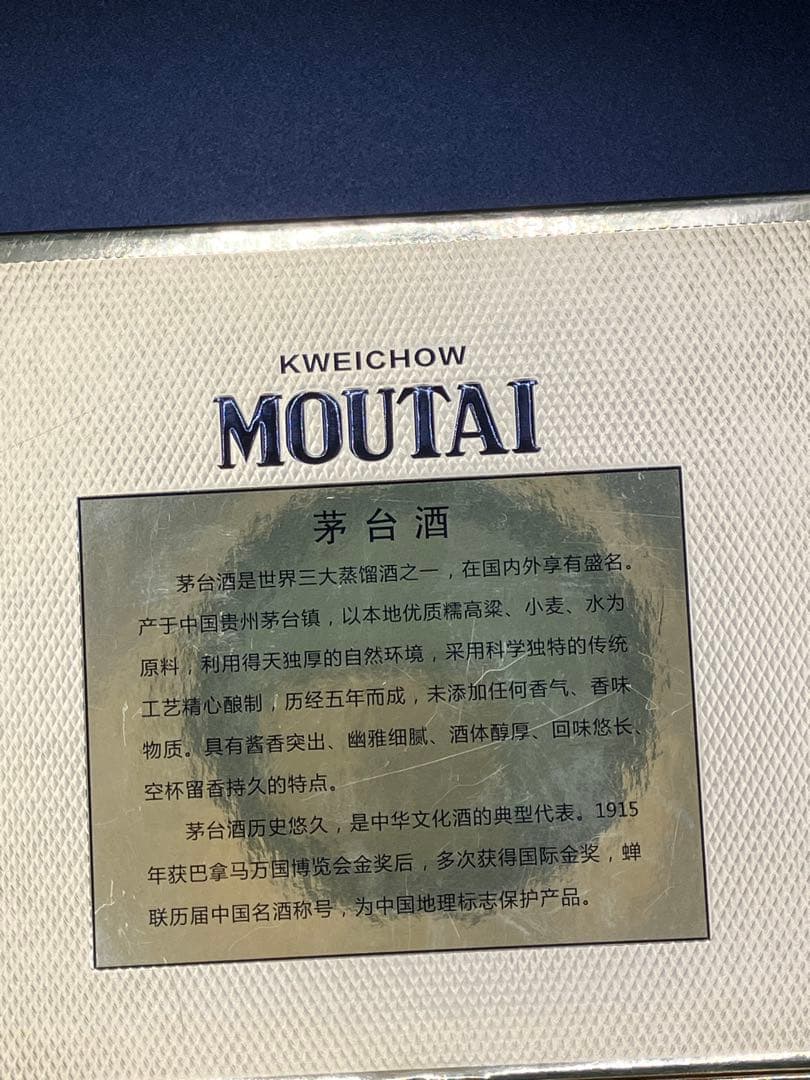 KWEICHOW
MOUTAI
茅台酒
茅台酒是世界三大蒸馏酒之一，在国内外享有盛名。
产于中国贵州茅台镇，以本地优质糯高粱、小麦、水为
原料，利用得天独厚的自然环境，采用科学独特的传统
工艺精心酿制，历经五年而成，未添加任何香气、香味
物质。具有酱香突出、幽雅细腻、酒体醇厚、回味悠长、
空杯留香持久的特点。
茅台酒历史悠久，是中华文化酒的典型代表。1915
年获巴拿马万国博览会金奖后，多次获得国际金奖，蝉
联历届中国名酒称号，为中国地理标志保护产品。